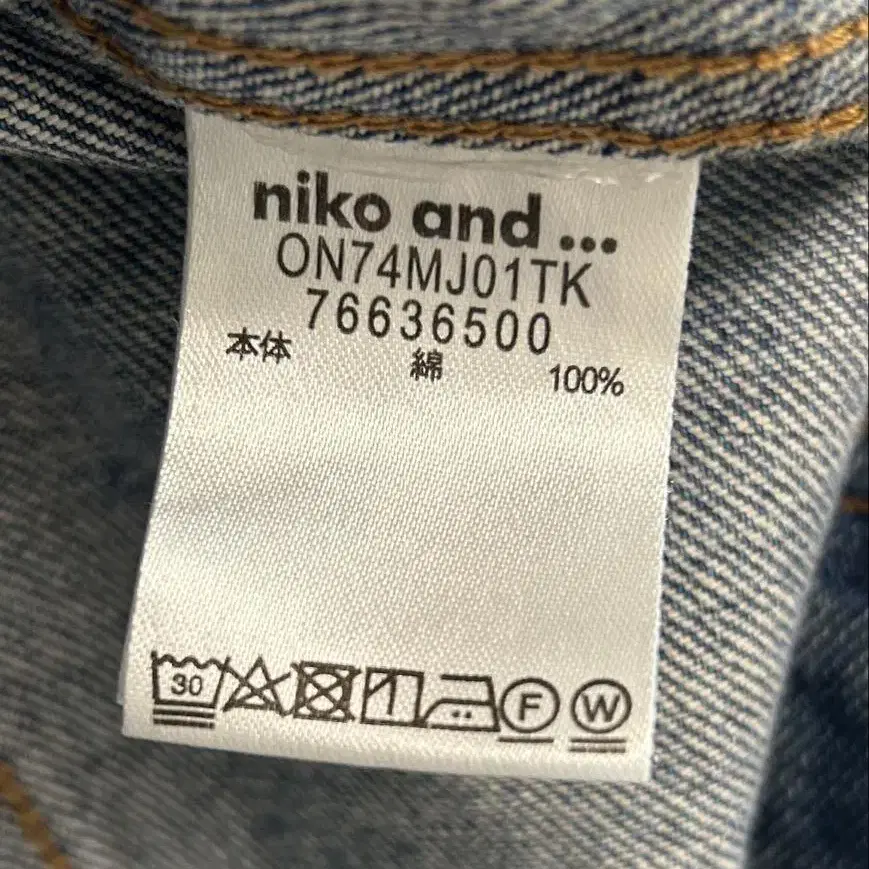 niko and ...
ON74MJ01TK
76636500
本体 綿 100%
30 F W